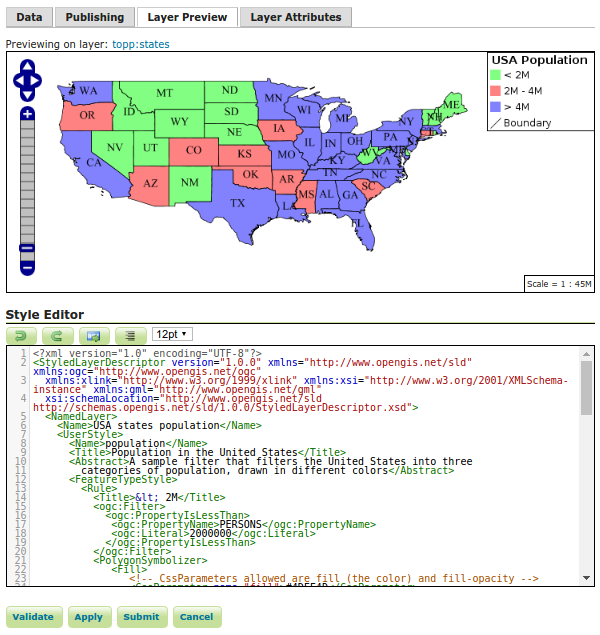 Data Publishing Layer Preview Layer Attributes
Previewing on layer: topp:states
USA Population
< 2M
2M - 4M
> 4M
Boundary
WA MT ND MN ME
OR ID SD WI MI NY NH
WY IA
NV UT NE IL IN OH PA
CA CO KS MO WV VA MD
KY
AZ NM OK AR TN NC
SC
TX LA MS AL GA
FL
Scale = 1 : 45M
Style Editor
12pt
1 <?xml version="1.0" encoding="UTF-8"?>
2 <StyledLayerDescriptor version="1.0.0" xmlns="http://www.opengis.net/sld"
xmlns:ogc="http://www.opengis.net/ogc"
3 xmlns:xlink="http://www.w3.org/1999/xlink" xmlns:xsi="http://www.w3.org/2001/XMLSchema-
instance" xmlns:gml="http://www.opengis.net/gml"
4 xsi:schemaLocation="http://www.opengis.net/sld
http://schemas.opengis.net/sld/1.0.0/StyledLayerDescriptor.xsd">
5 <NamedLayer>
6 <Name>USA states population</Name>
7 <UserStyle>
8 <Name>population</Name>
9 <Title>Population in the United States</Title>
10 <Abstract>A sample filter that filters the United States into three
11 categories of population, drawn in different colors</Abstract>
12 <FeatureTypeStyle>
13 <Rule>
14 <Title>&lt; 2M</Title>
15 <ogc:Filter>
16 <ogc:PropertyIsLessThan>
17 <ogc:PropertyName>PERSONS</ogc:PropertyName>
18 <ogc:Literal>2000000</ogc:Literal>
19 </ogc:PropertyIsLessThan>
20 </ogc:Filter>
21 <PolygonSymbolizer>
22 <Fill>
23 <!-- CssParameters allowed are fill (the color) and fill-opacity -->
Validate Apply Submit Cancel